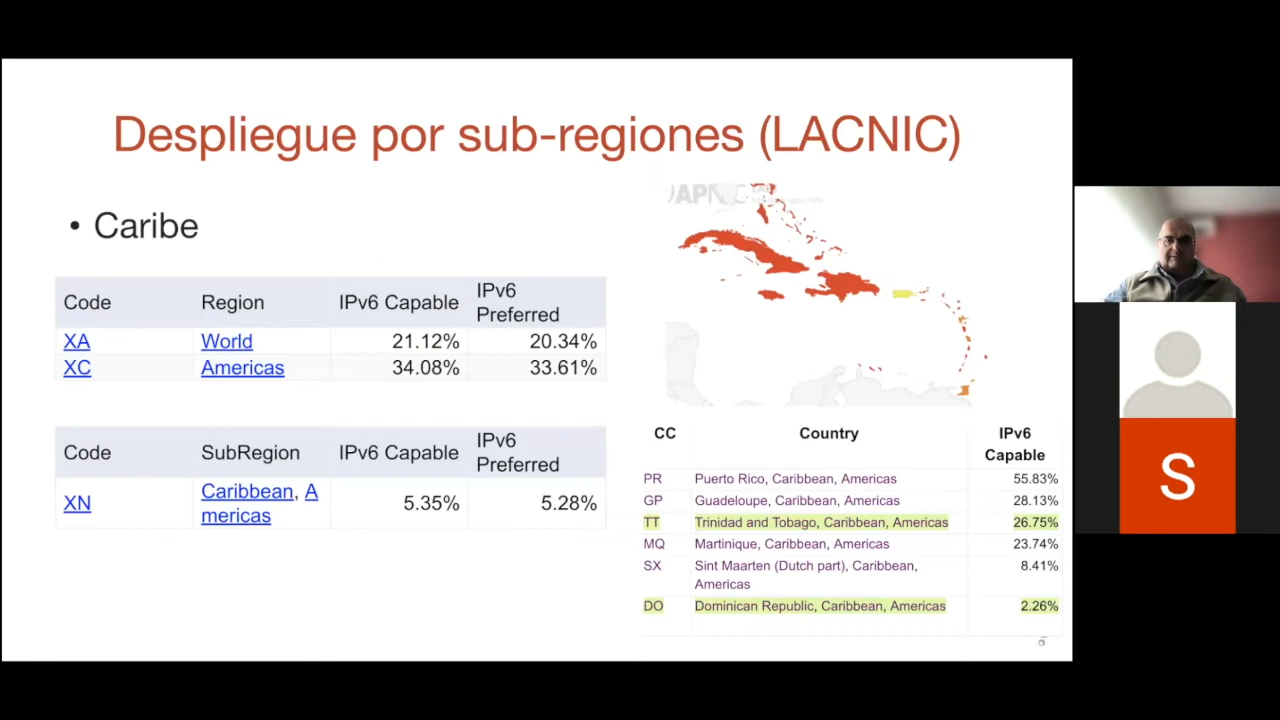 Despliegue por sub-regiones (LACNIC)
• Caribe
Code Region IPv6 Capable IPv6 Preferred
XA World 21.12% 20.34%
XC Americas 34.08% 33.61%
Code SubRegion IPv6 Capable IPv6 Preferred
XN Caribbean, Americas 5.35% 5.28%
APNIC
CC Country IPv6 Capable
PR Puerto Rico, Caribbean, Americas 55.83%
GP Guadeloupe, Caribbean, Americas 28.13%
TT Trinidad and Tobago, Caribbean, Americas 26.75%
MQ Martinique, Caribbean, Americas 23.74%
SX Sint Maarten (Dutch part), Caribbean, Americas 8.41%
DO Dominican Republic, Caribbean, Americas 2.26%
S